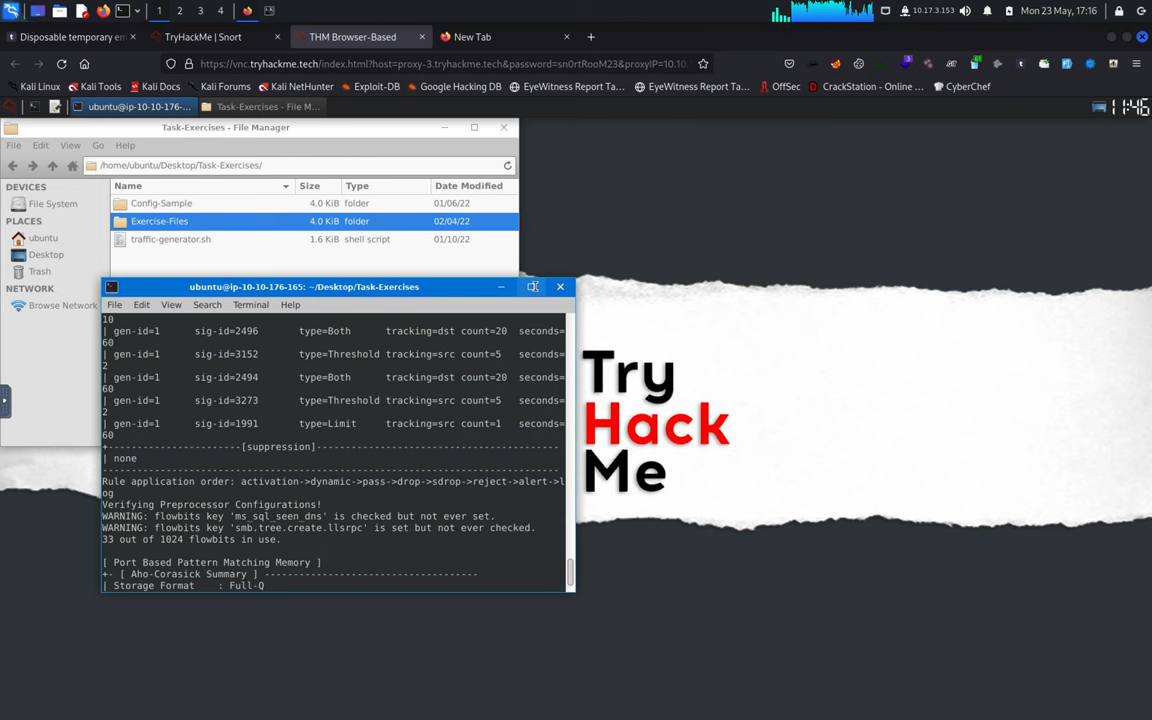 1 2 3 4 10.17.3.153 Mon 23 May, 17:16
Disposable temporary em TryHackMe | Snort THM Browser-Based New Tab
https://vnc.tryhackme.tech/index.html?host=proxy-3.tryhackme.tech&password=sn0rtRooM23&proxyIP=10.10.
Kali Linux Kali Tools Kali Docs Kali Forums Kali NetHunter Exploit-DB Google Hacking DB EyeWitness Report Ta... EyeWitness Report Ta... OffSec CrackStation - Online ... CyberChef
ubuntu@ip-10-10-176-... Task-Exercises - File M... 11:46
Task-Exercises - File Manager
File Edit View Go Help
/home/ubuntu/Desktop/Task-Exercises/
DEVICES
File System
PLACES
ubuntu
Desktop
Trash
NETWORK
Browse Network
Name Size Type Date Modified
Config-Sample 4.0 KiB folder 01/06/22
Exercise-Files 4.0 KiB folder 02/04/22
traffic-generator.sh 1.6 KiB shell script 01/10/22
ubuntu@ip-10-10-176-165: ~/Desktop/Task-Exercises
File Edit View Search Terminal Help
10
| gen-id=1 sig-id=2496 type=Both tracking=dst count=20 seconds=
60
| gen-id=1 sig-id=3152 type=Threshold tracking=src count=5 seconds=
2
| gen-id=1 sig-id=2494 type=Both tracking=dst count=20 seconds=
60
| gen-id=1 sig-id=3273 type=Threshold tracking=src count=5 seconds=
2
| gen-id=1 sig-id=1991 type=Limit tracking=src count=1 seconds=
60
+-----------------------[suppression]------------------------------------------
| none
-------------------------------------------------------------------------------
Rule application order: activation->dynamic->pass->drop->sdrop->reject->alert->l
og
Verifying Preprocessor Configurations!
WARNING: flowbits key 'ms_sql_seen_dns' is checked but not ever set.
WARNING: flowbits key 'smb.tree.create.llsrpc' is set but not ever checked.
33 out of 1024 flowbits in use.
[ Port Based Pattern Matching Memory ]
+- [ Aho-Corasick Summary ] -------------------------------------
| Storage Format : Full-Q
Try
Hack
Me